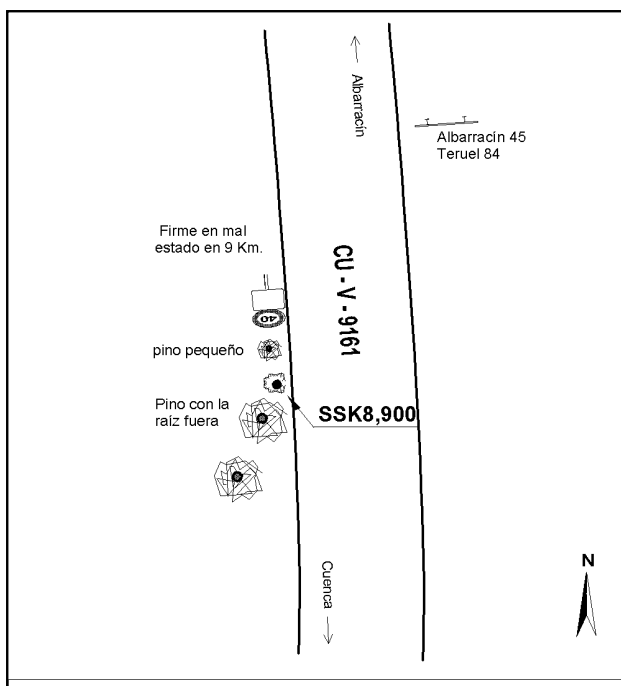 Albarracín
Albarracín 45
Teruel 84
Firme en mal
estado en 9 Km.
CU - V - 9161
40
pino pequeño
Pino con la
raíz fuera
SSK8,900
Cuenca
N